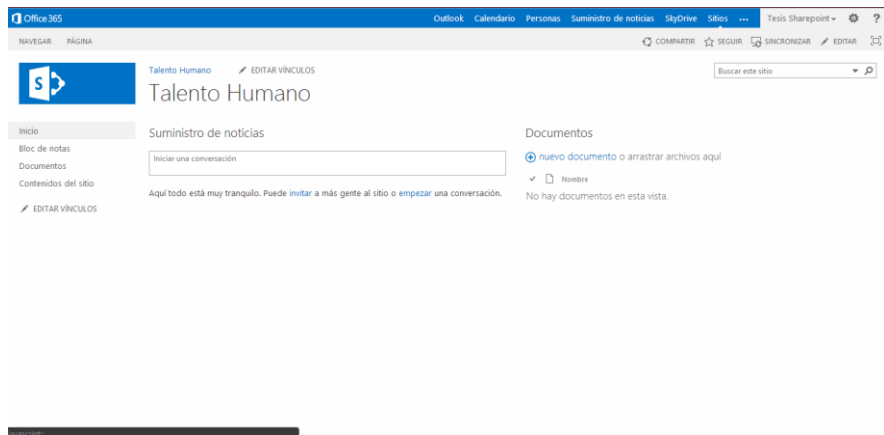 Office 365 Outlook Calendario Personas Suministro de noticias SkyDrive Sitios ... Tesis Sharepoint ?
NAVEGAR PÁGINA COMPARTIR SEGUIR SINCRONIZAR EDITAR
S
Talento Humano EDITAR VÍNCULOS
Buscar este sitio
Talento Humano
Inicio
Bloc de notas
Documentos
Contenidos del sitio
EDITAR VÍNCULOS
Suministro de noticias
Iniciar una conversación
Aquí todo está muy tranquilo. Puede invitar a más gente al sitio o empezar una conversación.
Documentos
nuevo documento o arrastrar archivos aquí
Nombre
No hay documentos en esta vista.